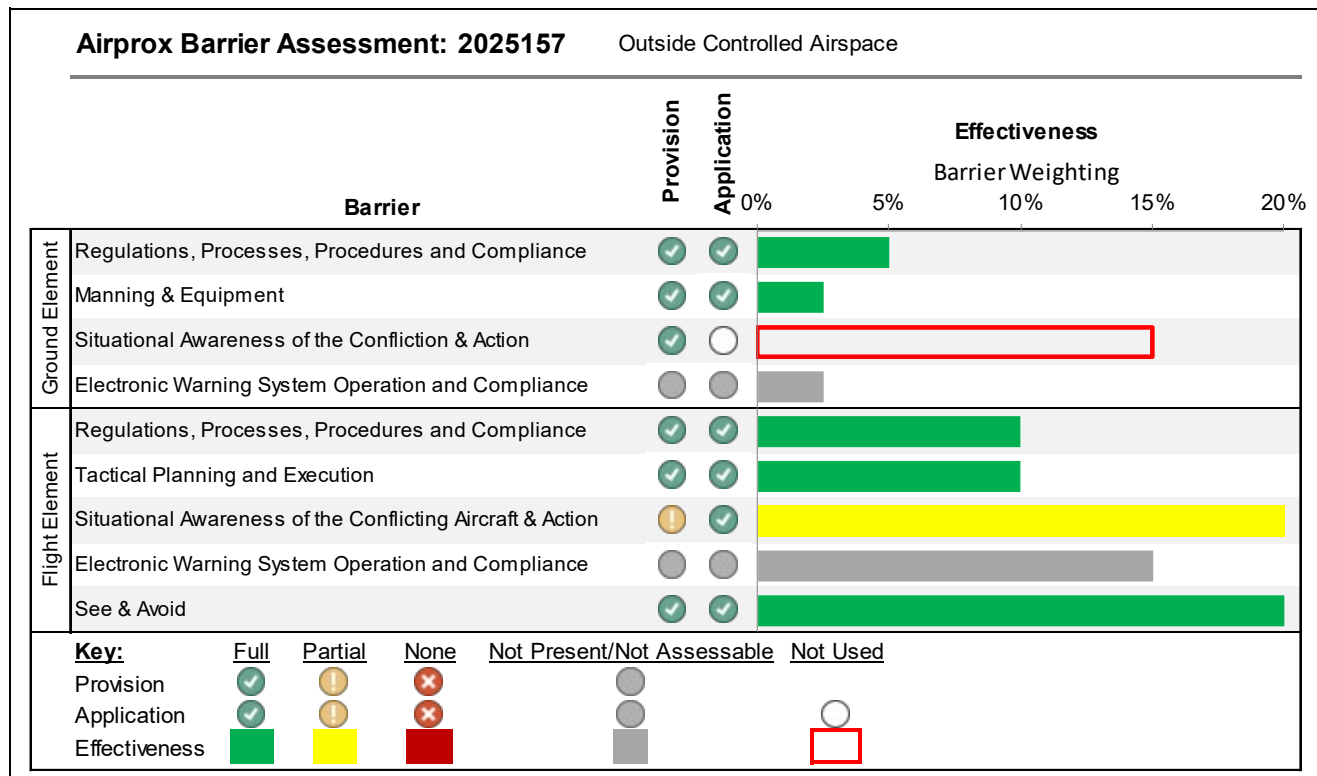 Airprox Barrier Assessment: 2025157 Outside Controlled Airspace
Provision
Application
Effectiveness
Barrier Weighting
Barrier
0% 5% 10% 15% 20%
Ground Element
Regulations, Processes, Procedures and Compliance
Manning & Equipment
Situational Awareness of the Confliction & Action
Electronic Warning System Operation and Compliance
Flight Element
Regulations, Processes, Procedures and Compliance
Tactical Planning and Execution
Situational Awareness of the Conflicting Aircraft & Action
Electronic Warning System Operation and Compliance
See & Avoid
Key: Full Partial None Not Present/Not Assessable Not Used
Provision
Application
Effectiveness